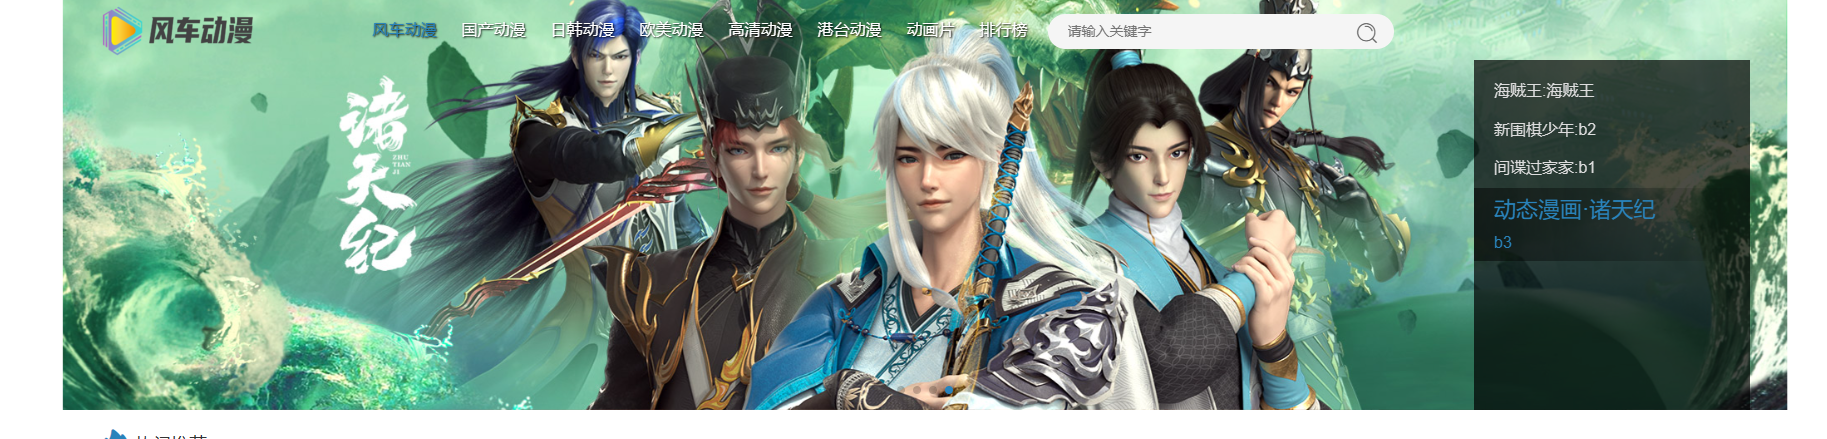 风车动漫
风车动漫 国产动漫 日韩动漫 欧美动漫 高清动漫 港台动漫 动画片 排行榜
请输入关键字
诸天纪
ZHU
TIAN
JI
海贼王:海贼王
新围棋少年:b2
间谍过家家:b1
动态漫画·诸天纪
b3